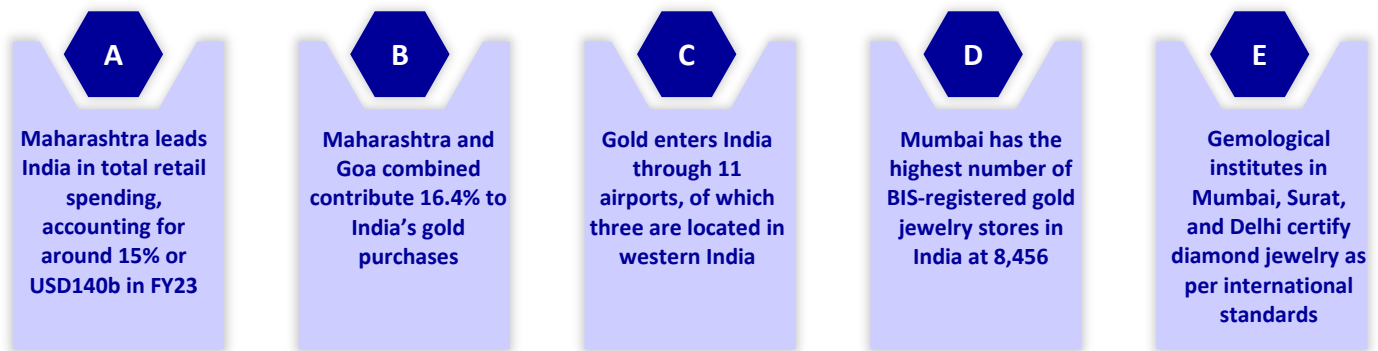 A
Maharashtra leads
India in total retail
spending,
accounting for
around 15% or
USD140b in FY23
B
Maharashtra and
Goa combined
contribute 16.4% to
India’s gold
purchases
C
Gold enters India
through 11
airports, of which
three are located in
western India
D
Mumbai has the
highest number of
BIS-registered gold
jewelry stores in
India at 8,456
E
Gemological
institutes in
Mumbai, Surat,
and Delhi certify
diamond jewelry as
per international
standards